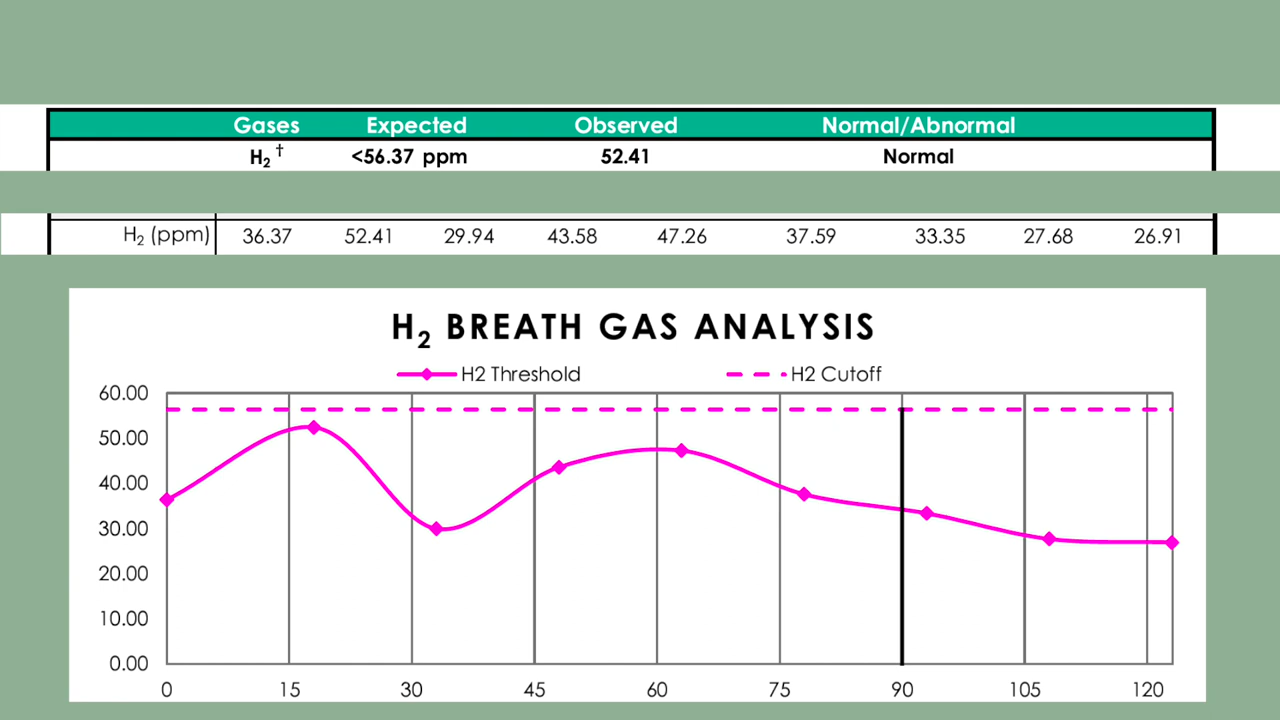 Gases Expected Observed Normal/Abnormal
H₂ † <56.37 ppm 52.41 Normal
H₂ (ppm) 36.37 52.41 29.94 43.58 47.26 37.59 33.35 27.68 26.91
H₂ BREATH GAS ANALYSIS
H2 Threshold H2 Cutoff
60.00
50.00
40.00
30.00
20.00
10.00
0.00
0 15 30 45 60 75 90 105 120